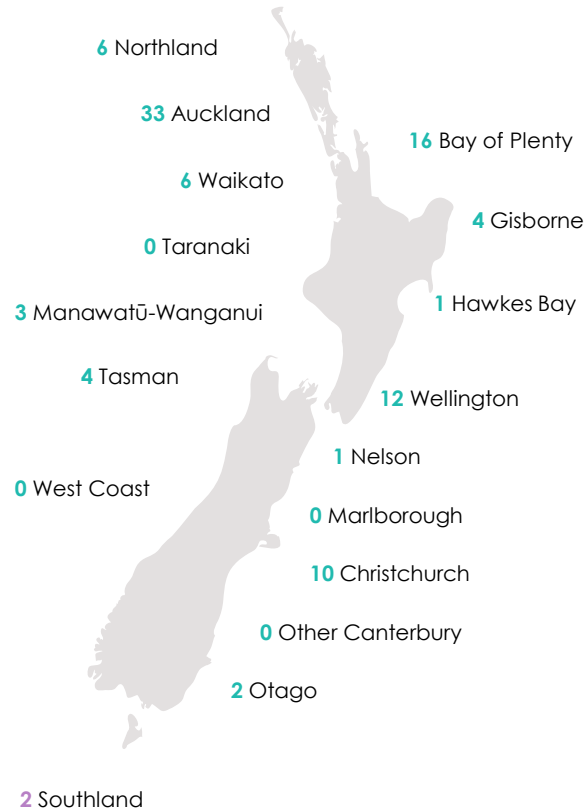 6 Northland
33 Auckland
16 Bay of Plenty
6 Waikato
4 Gisborne
0 Taranaki
1 Hawkes Bay
3 Manawatū-Wanganui
4 Tasman
12 Wellington
1 Nelson
0 West Coast
0 Marlborough
10 Christchurch
0 Other Canterbury
2 Otago
2 Southland